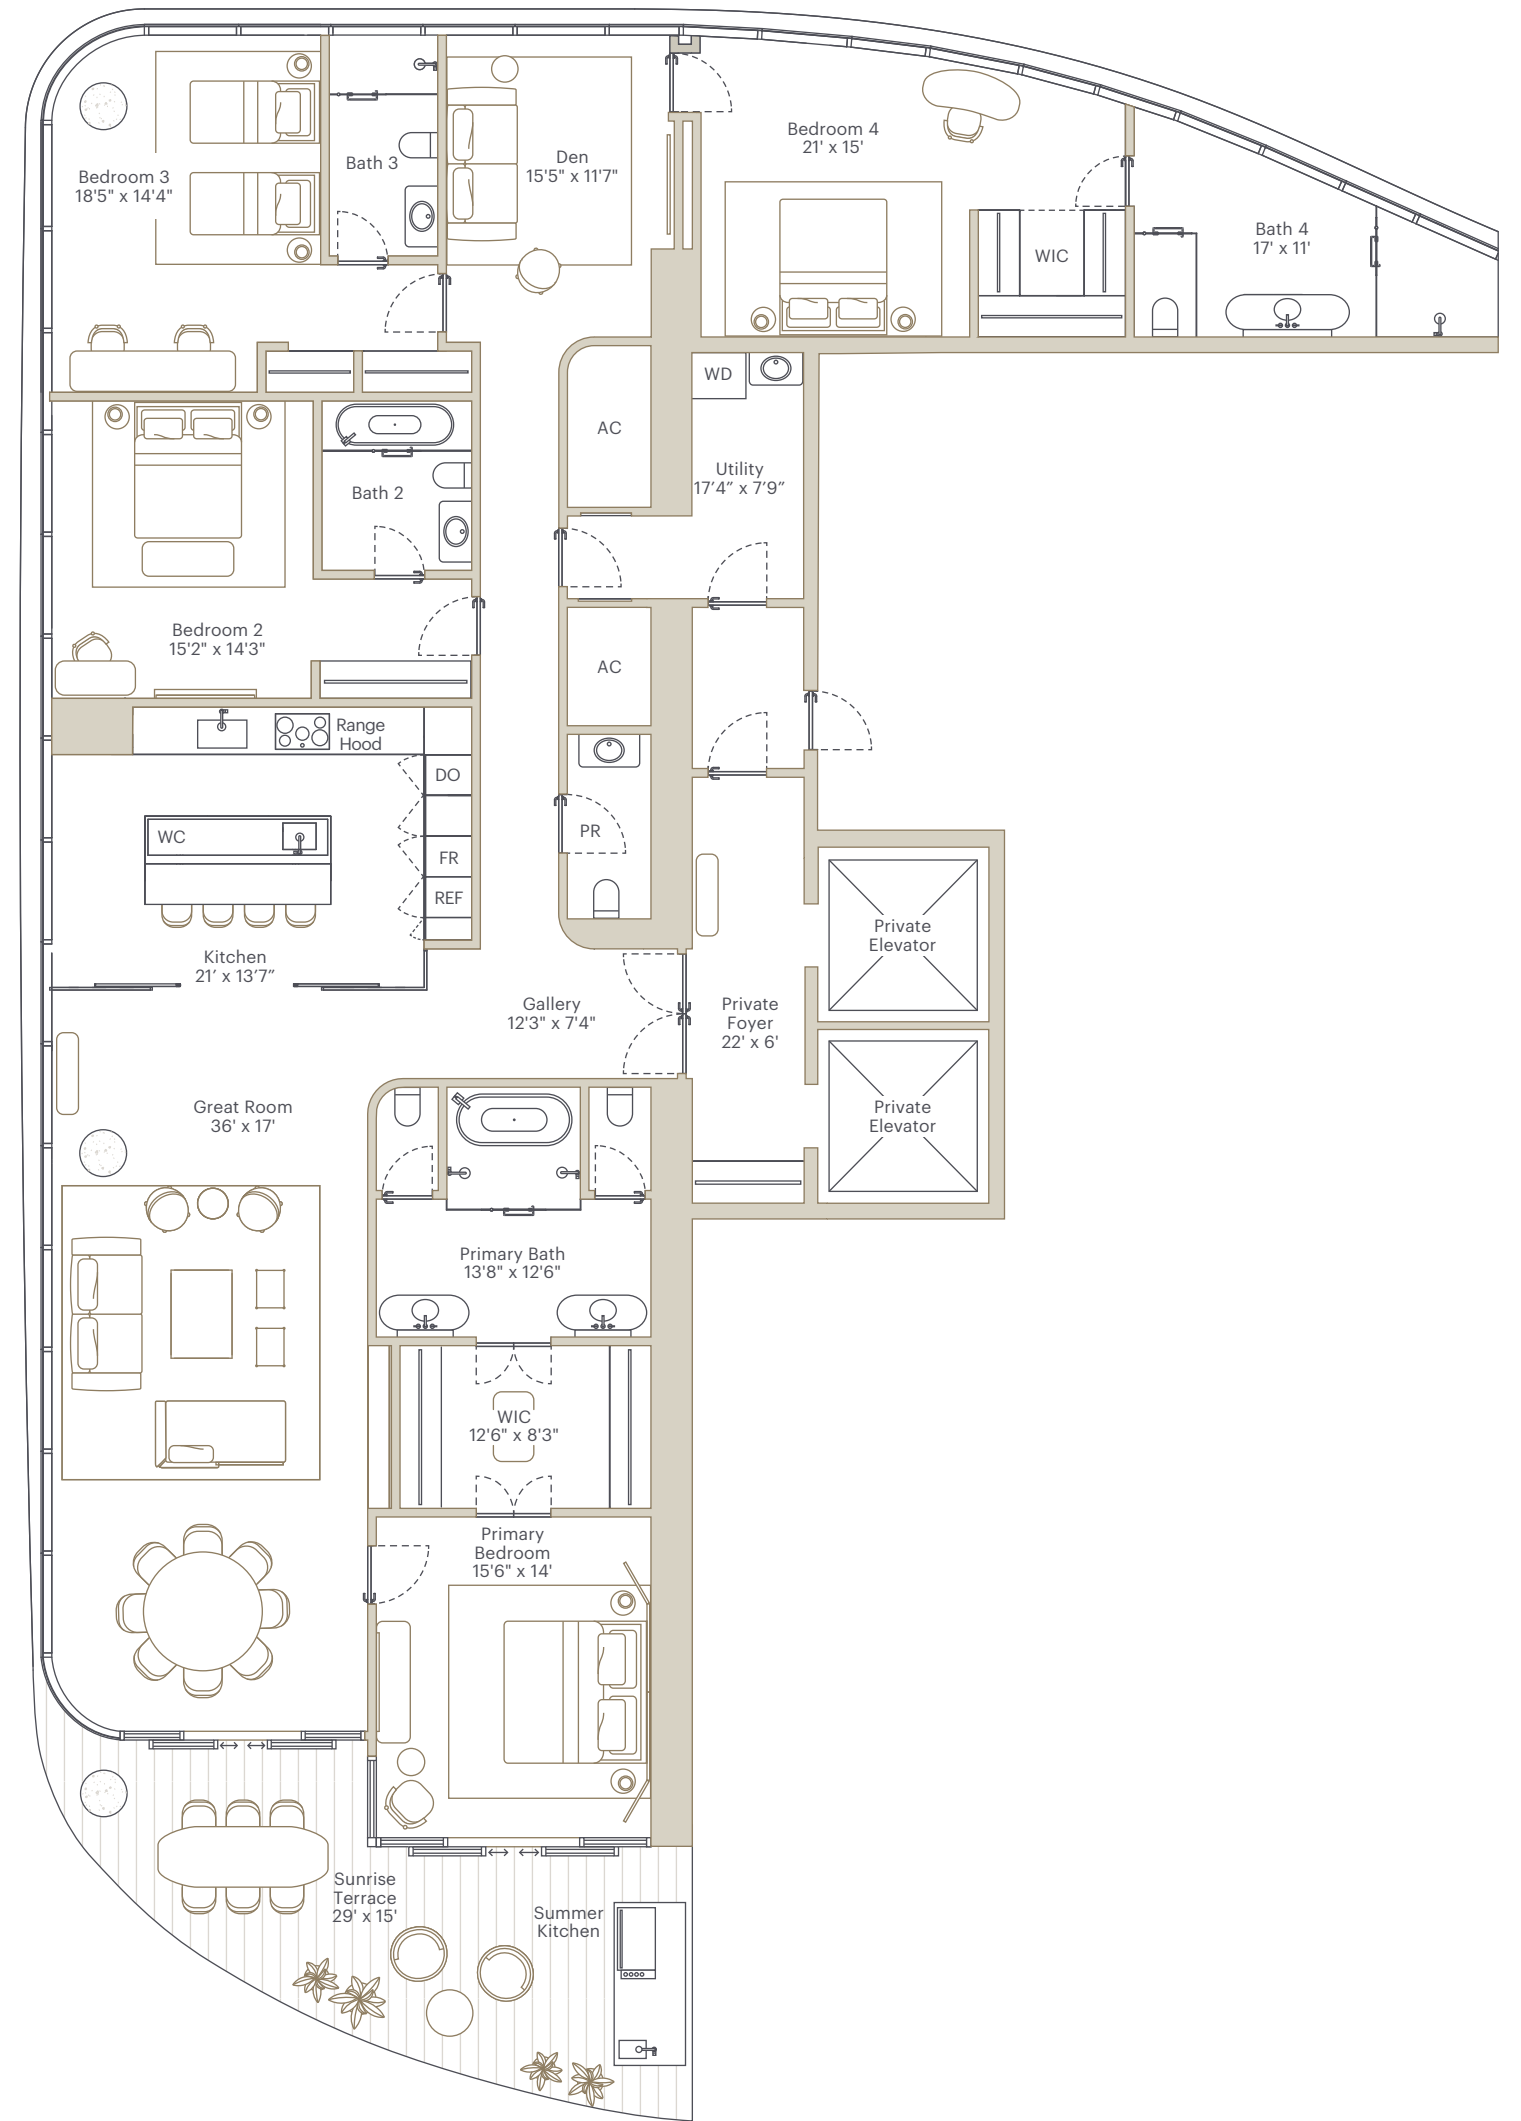 Bedroom 3
18'5" x 14'4"
Bath 3
Den
15'5" x 11'7"
Bedroom 4
21' x 15'
WIC
Bath 4
17' x 11'
WD
AC
Utility
17’4” x 7’9”
Bath 2
Bedroom 2
15'2" x 14'3"
AC
Range
Hood
DO
WC
FR
REF
PR
Kitchen
21’ x 13’7”
Private
Elevator
Gallery
12'3" x 7'4"
Private
Foyer
22' x 6'
Great Room
36' x 17'
Private
Elevator
Primary Bath
13'8" x 12'6"
WIC
12'6" x 8'3"
Primary
Bedroom
15'6" x 14'
Sunrise
Terrace
29' x 15'
Summer
Kitchen